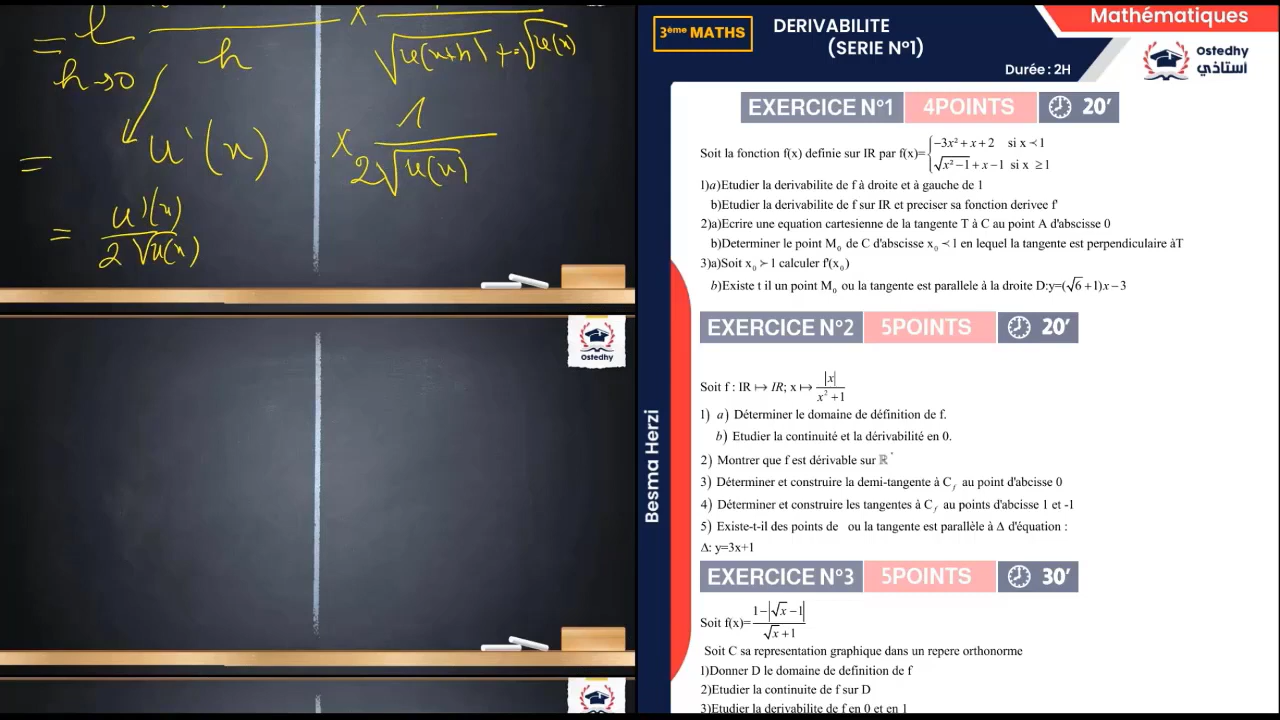 = h→0 h × √u(x+h) + √u(x)
= u'(x) × 1 / 2√u(x)
= u'(x) / 2√u(x)
Ostedhy
Ostedhy
3ème MATHS
DERIVABILITE
(SERIE N°1)
Mathématiques
Durée : 2H
Ostedhy
أستاذي
Besma Herzi
EXERCICE N°1 4POINTS 20'
Soit la fonction f(x) definie sur IR par f(x)= { −3x² + x + 2 si x ≺ 1
√x² −1 + x −1 si x ≥ 1
1)a)Etudier la derivabilite de f à droite et à gauche de 1
b)Etudier la derivabilite de f sur IR et preciser sa fonction derivee f'
2)a)Ecrire une equation cartesienne de la tangente T à C au point A d'abscisse 0
b)Determiner le point M₀ de C d'abscisse x₀ ≺ 1 en lequel la tangente est perpendiculaire àT
3)a)Soit x₀ ≻ 1 calculer f'(x₀)
b)Existe t il un point M₀ ou la tangente est parallele à la droite D:y=(√6 +1)x − 3
EXERCICE N°2 5POINTS 20'
Soit f : IR ↦ IR; x ↦ |x| / x² +1
1) a) Déterminer le domaine de définition de f.
b) Etudier la continuité et la dérivabilité en 0.
2) Montrer que f est dérivable sur ℝ*
3) Déterminer et construire la demi-tangente à C_f au point d'abcisse 0
4) Déterminer et construire les tangentes à C_f au points d'abcisse 1 et -1
5) Existe-t-il des points de ou la tangente est parallèle à Δ d'équation :
Δ: y=3x+1
EXERCICE N°3 5POINTS 30'
Soit f(x)= 1−|√x −1| / √x +1
Soit C sa representation graphique dans un repere orthonorme
1)Donner D le domaine de definition de f
2)Etudier la continuite de f sur D
3)Etudier la derivabilite de f en 0 et en 1